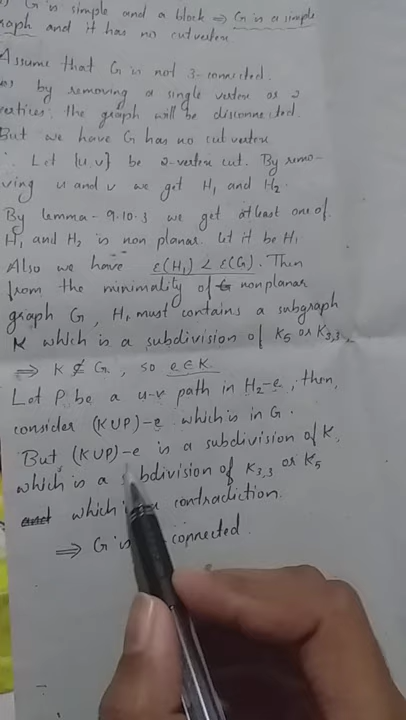 G is simple and a block ⇒ G is a simple
graph and it has no cut vertex
Assume that G is not 3-connected.
by removing a single vertex or 2
vertices, the graph will be disconnected.
But we have G has no cut vertex
∴ Let {u,v} be 2-vertex cut. By remo-
ving u and v we get H₁ and H₂.
By lemma-9.10.3 we get atleast one of
H₁ and H₂ is non planar. Let it be H₁
Also we have ε(H₁) < ε(G). Then
from the minimality of nonplanar
graph G, H₁ must contains a subgraph
K which is a subdivision of K₅ or K₃,₃.
⇒ K ⊈ G, so e ∈ K.
Let P be a u-v path in H₂-e, then,
consider (K∪P)-e which is in G.
But (K∪P)-e is a subdivision of K,
which is a subdivision of K₃,₃ or K₅
which is a contradiction.
⇒ G is connected.